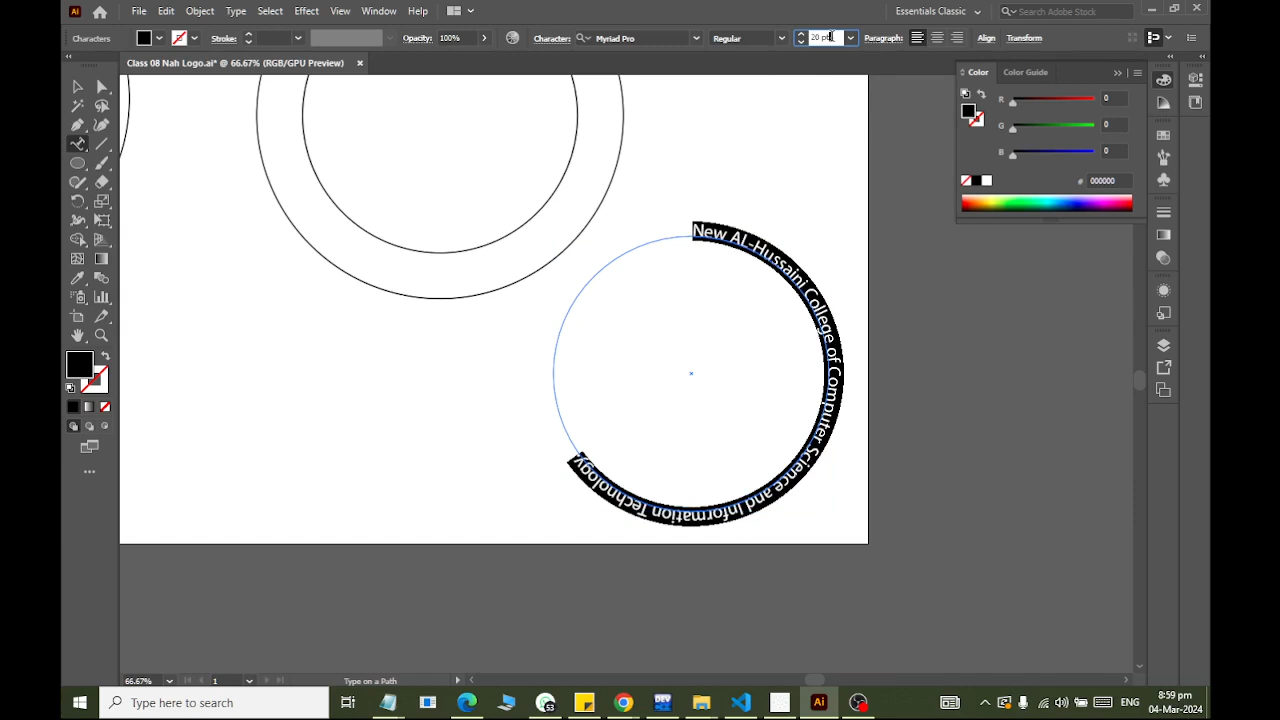 Ai File Edit Object Type Select Effect View Window Help Essentials Classic Search Adobe Stock
Characters Stroke: Opacity: 100% Character: Myriad Pro Regular 20 pt Paragraph: Align Transform
Class 08 Nah Logo.ai* @ 66.67% (RGB/GPU Preview)
Color Color Guide
R 0
G 0
B 0
# 000000
New AL-Hussaini College of Computer Science and Information Technology
66.67% 1 Type on a Path
Type here to search
ENG
8:59 pm
04-Mar-2024